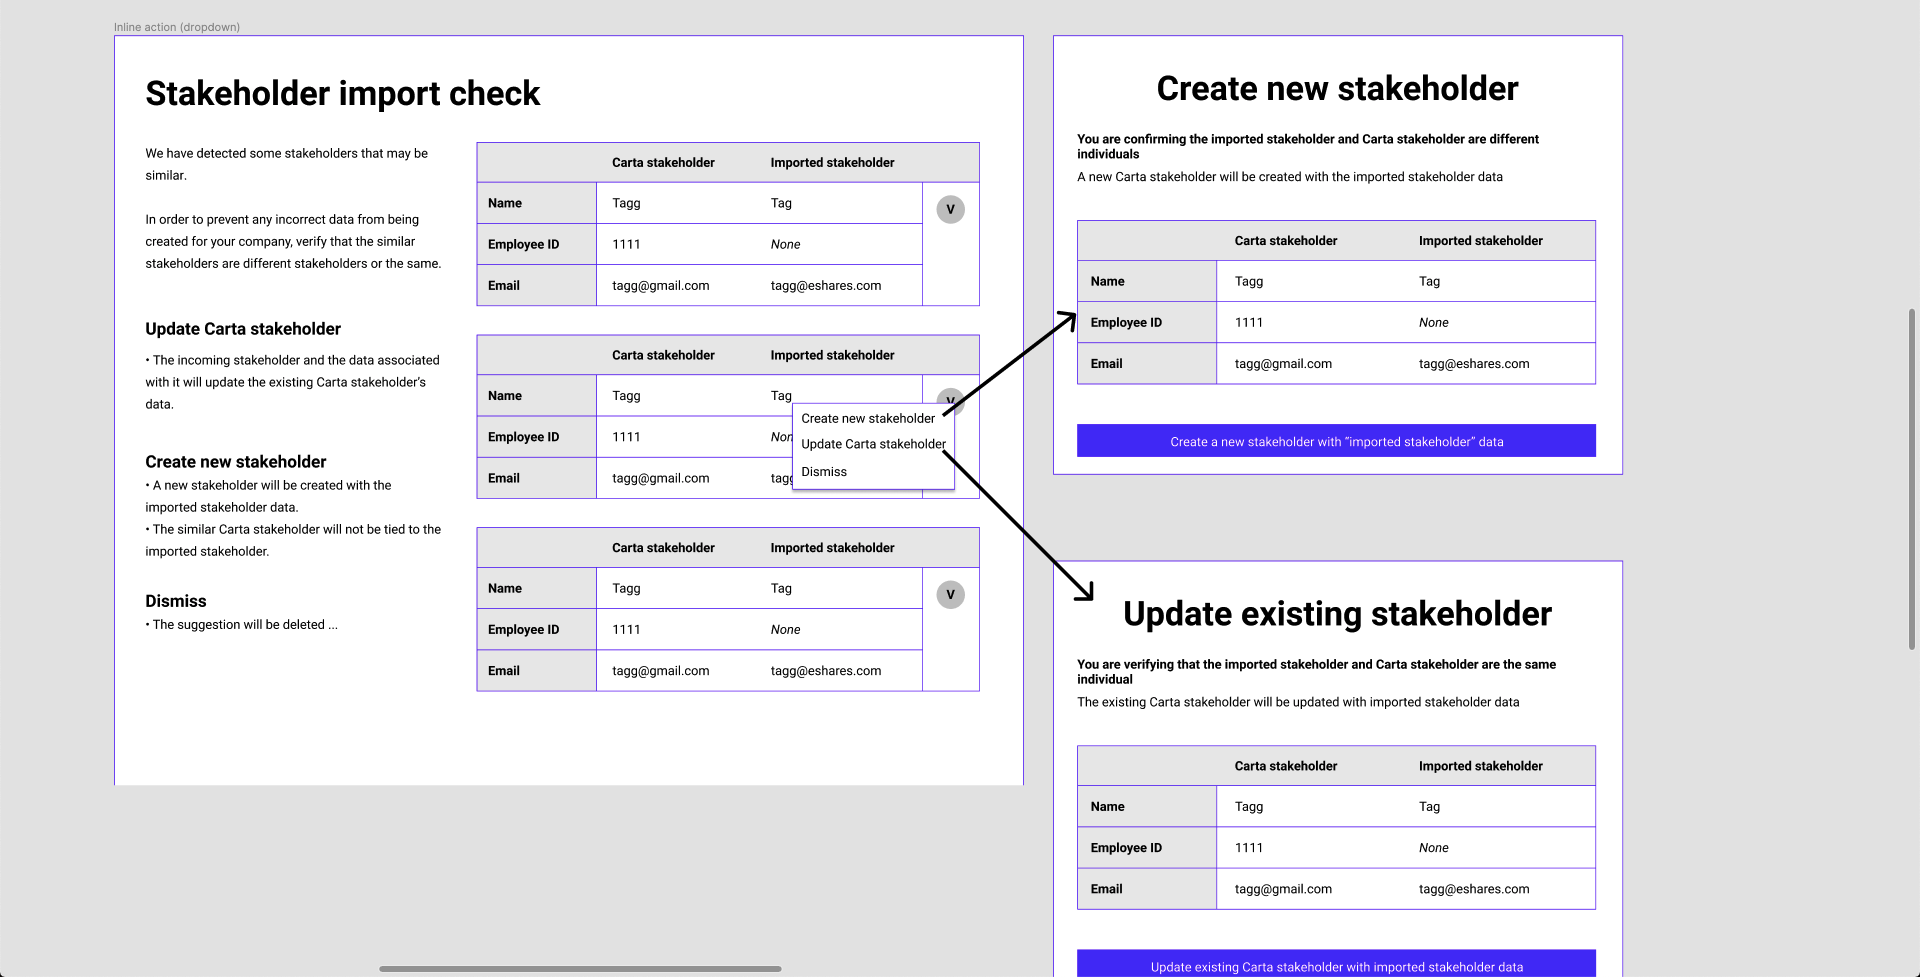 Inline action (dropdown)
Stakeholder import check
We have detected some stakeholders that may be
similar.
In order to prevent any incorrect data from being
created for your company, verify that the similar
stakeholders are different stakeholders or the same.
Update Carta stakeholder
• The incoming stakeholder and the data associated
with it will update the existing Carta stakeholder’s
data.
Create new stakeholder
• A new stakeholder will be created with the
imported stakeholder data.
• The similar Carta stakeholder will not be tied to the
imported stakeholder.
Dismiss
• The suggestion will be deleted ...
Carta stakeholder Imported stakeholder
Name Tagg Tag V
Employee ID 1111 None
Email tagg@gmail.com tagg@eshares.com
Carta stakeholder Imported stakeholder
Name Tagg Tag V
Employee ID 1111
Email tagg@gmail.com
Create new stakeholder
Update Carta stakeholder
Dismiss
Carta stakeholder Imported stakeholder
Name Tagg Tag V
Employee ID 1111 None
Email tagg@gmail.com tagg@eshares.com
Create new stakeholder
You are confirming the imported stakeholder and Carta stakeholder are different
individuals
A new Carta stakeholder will be created with the imported stakeholder data
Carta stakeholder Imported stakeholder
Name Tagg Tag
Employee ID 1111 None
Email tagg@gmail.com tagg@eshares.com
Create a new stakeholder with “imported stakeholder” data
Update existing stakeholder
You are verifying that the imported stakeholder and Carta stakeholder are the same
individual
The existing Carta stakeholder will be updated with imported stakeholder data
Carta stakeholder Imported stakeholder
Name Tagg Tag
Employee ID 1111 None
Email tagg@gmail.com tagg@eshares.com
Update existing Carta stakeholder with imported stakeholder data